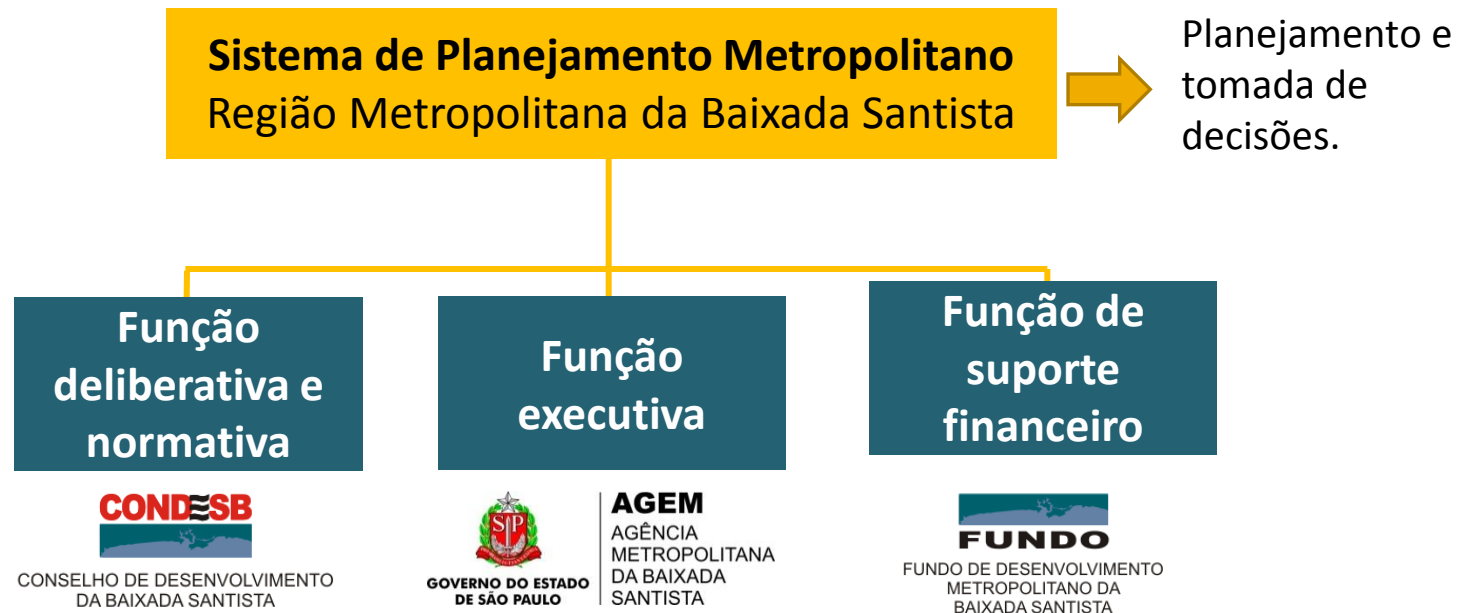 Sistema de Planejamento Metropolitano
Região Metropolitana da Baixada Santista
Planejamento e
tomada de
decisões.
Função
deliberativa e
normativa
Função
executiva
Função de
suporte
financeiro
CONDESB
CONSELHO DE DESENVOLVIMENTO
DA BAIXADA SANTISTA
SP
GOVERNO DO ESTADO
DE SÃO PAULO
AGEM
AGÊNCIA
METROPOLITANA
DA BAIXADA
SANTISTA
FUNDO
FUNDO DE DESENVOLVIMENTO
METROPOLITANO DA
BAIXADA SANTISTA